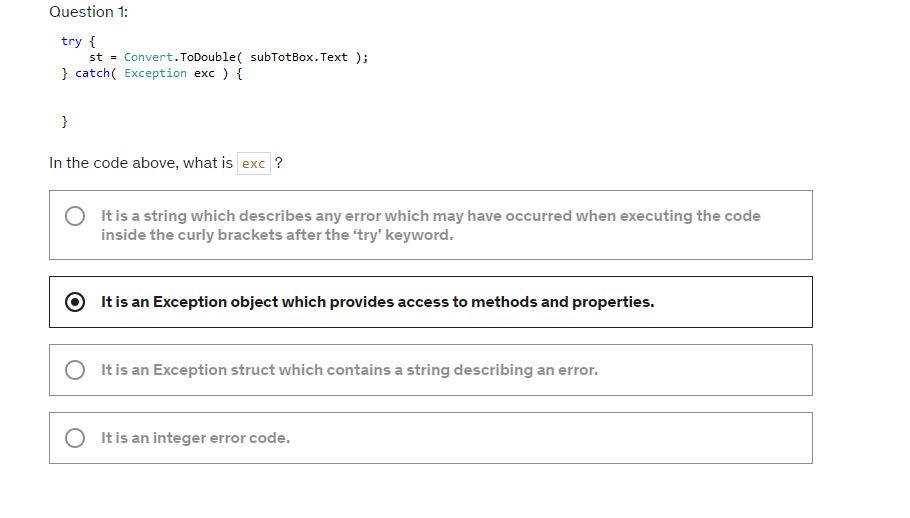 Question 1:
try {
    st = Convert.ToDouble( subTotBox.Text );
} catch( Exception exc ) {
}
In the code above, what is exc ?
It is a string which describes any error which may have occurred when executing the code
inside the curly brackets after the ‘try’ keyword.
It is an Exception object which provides access to methods and properties.
It is an Exception struct which contains a string describing an error.
It is an integer error code.